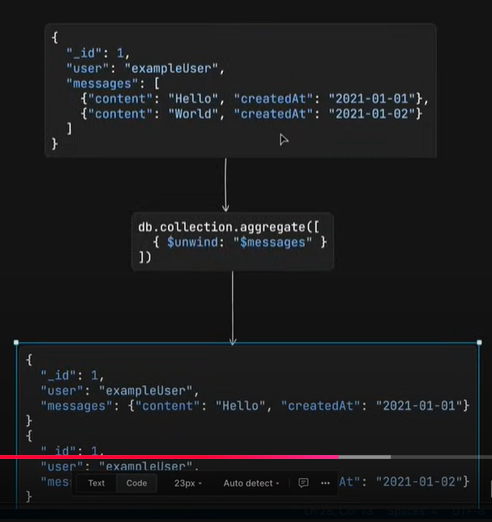 {
"_id": 1,
"user": "exampleUser",
"messages": [
{"content": "Hello", "createdAt": "2021-01-01"},
{"content": "World", "createdAt": "2021-01-02"}
]
}
db.collection.aggregate([
{ $unwind: "$messages" }
])
{
"_id": 1,
"user": "exampleUser",
"messages": {"content": "Hello", "createdAt": "2021-01-01"}
}
{
"_id": 1,
"user": "exampleUser",
"mes At": "2021-01-02"}
}
Text Code 23px Auto detect